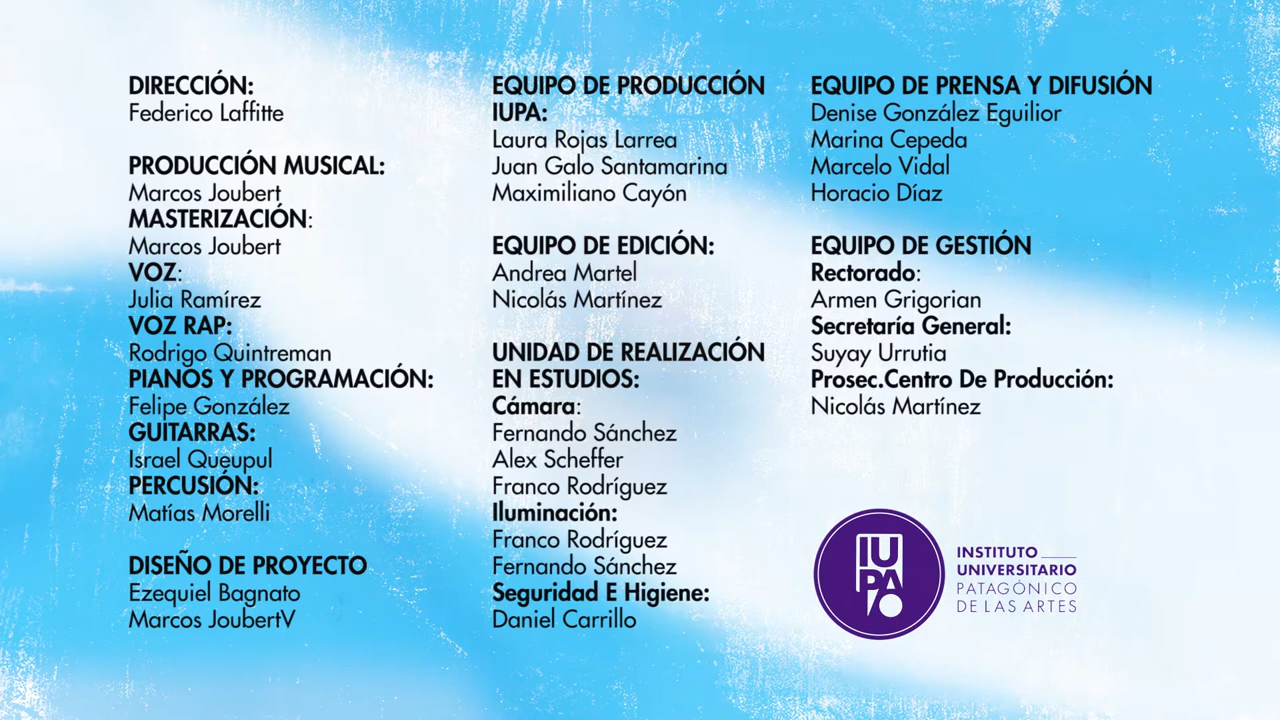 DIRECCIÓN:
Federico Laffitte
PRODUCCIÓN MUSICAL:
Marcos Joubert
MASTERIZACIÓN:
Marcos Joubert
VOZ:
Julia Ramírez
VOZ RAP:
Rodrigo Quintreman
PIANOS Y PROGRAMACIÓN:
Felipe González
GUITARRAS:
Israel Queupul
PERCUSIÓN:
Matías Morelli
DISEÑO DE PROYECTO
Ezequiel Bagnato
Marcos JoubertV
EQUIPO DE PRODUCCIÓN
IUPA:
Laura Rojas Larrea
Juan Galo Santamarina
Maximiliano Cayón
EQUIPO DE EDICIÓN:
Andrea Martel
Nicolás Martínez
UNIDAD DE REALIZACIÓN
EN ESTUDIOS:
Cámara:
Fernando Sánchez
Alex Scheffer
Franco Rodríguez
Iluminación:
Franco Rodríguez
Fernando Sánchez
Seguridad E Higiene:
Daniel Carrillo
EQUIPO DE PRENSA Y DIFUSIÓN
Denise González Eguilior
Marina Cepeda
Marcelo Vidal
Horacio Díaz
EQUIPO DE GESTIÓN
Rectorado:
Armen Grigorian
Secretaría General:
Suyay Urrutia
Prosec.Centro De Producción:
Nicolás Martínez
IU
PA
INSTITUTO
UNIVERSITARIO
PATAGÓNICO
DE LAS ARTES